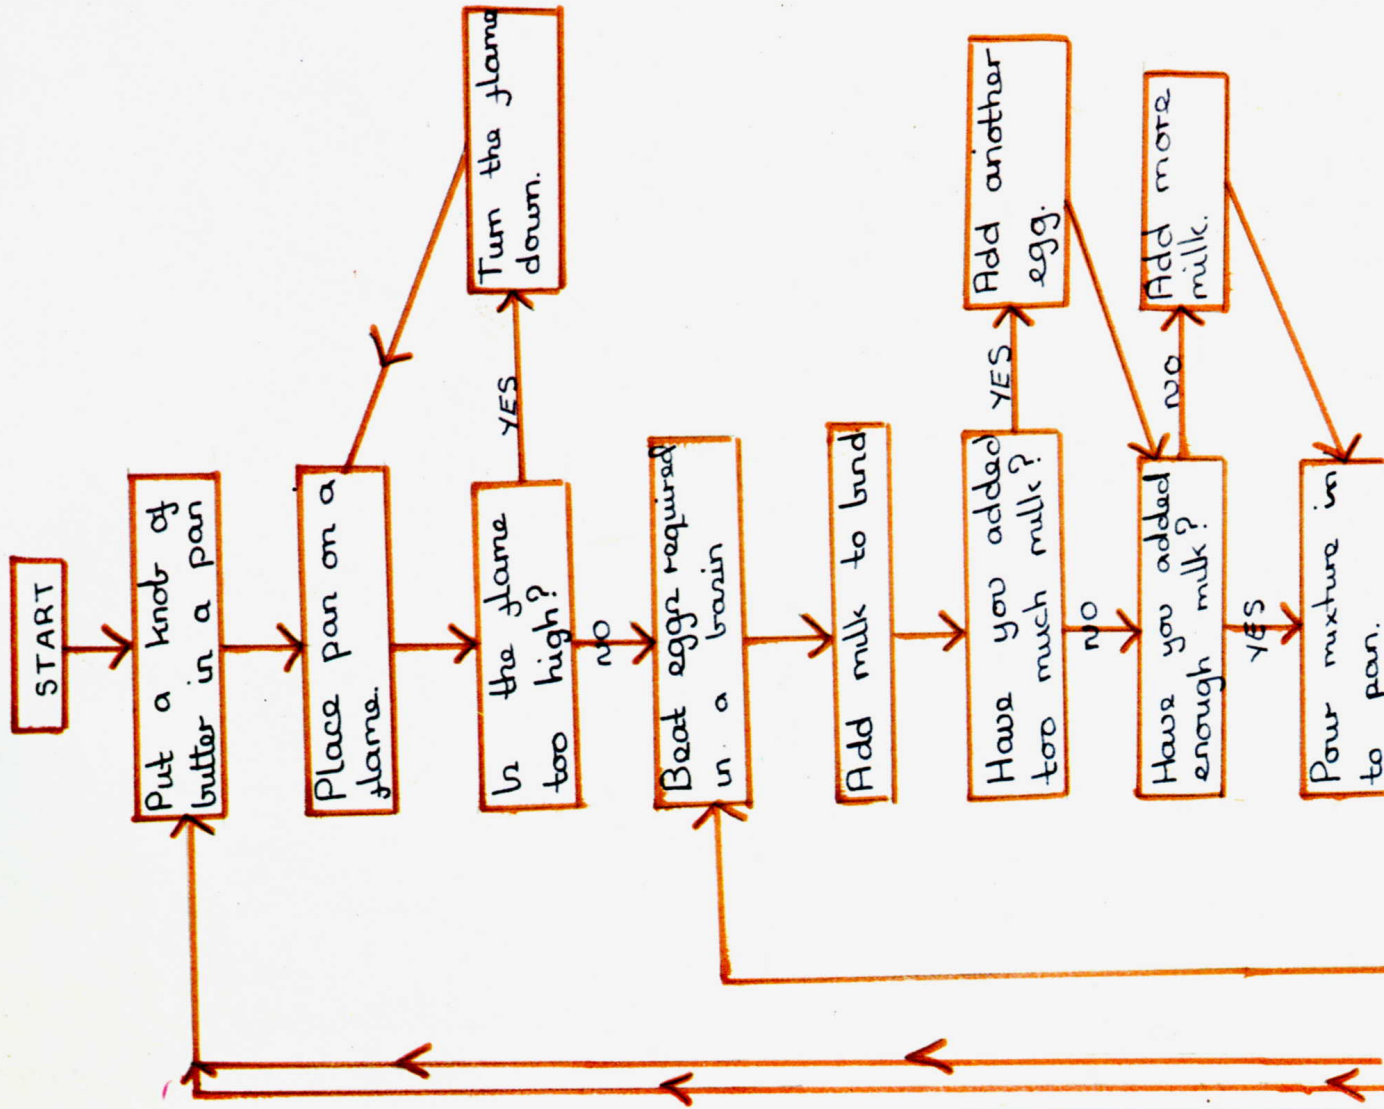 START
Put a knob of
butter in a pan
Place pan on a
flame.
Is the flame
too high?
YES
Turn the flame
down.
NO
Beat eggs required
in a basin
Add milk to bind
Have you added
too much milk?
YES
Add another
egg.
NO
Have you added
enough milk?
NO
Add more
milk.
YES
Pour mixture in
to pan.